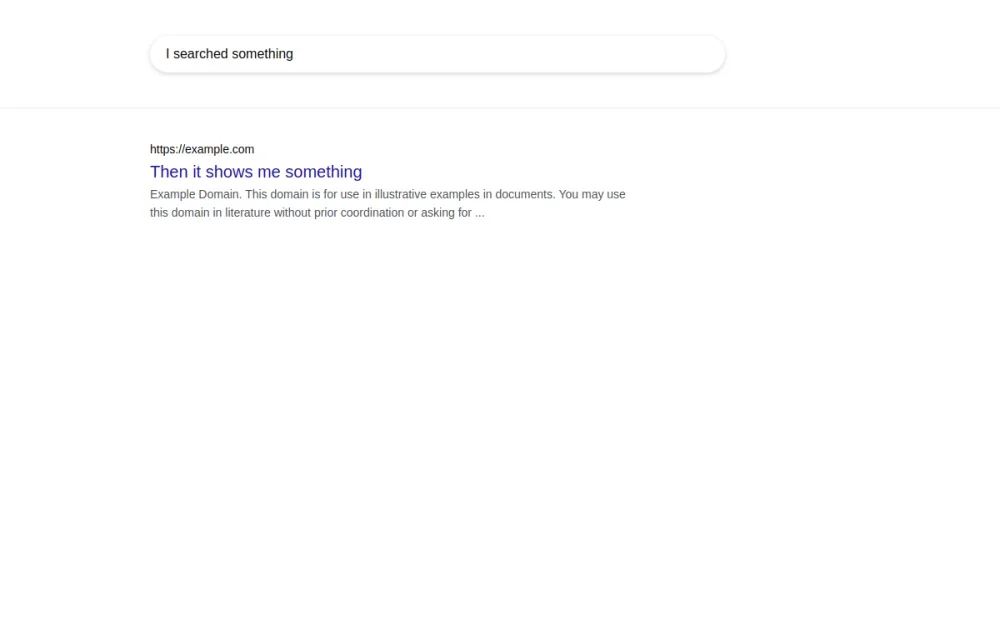 I searched something
https://example.com
Then it shows me something
Example Domain. This domain is for use in illustrative examples in documents. You may use
this domain in literature without prior coordination or asking for ...